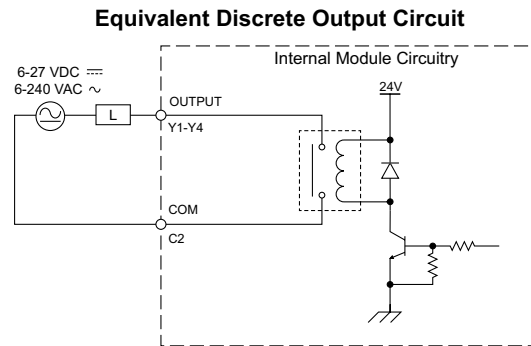 Equivalent Discrete Output Circuit
Internal Module Circuitry
6-27 VDC ⎓
6-240 VAC ∿
24V
L
OUTPUT
Y1-Y4
COM
C2